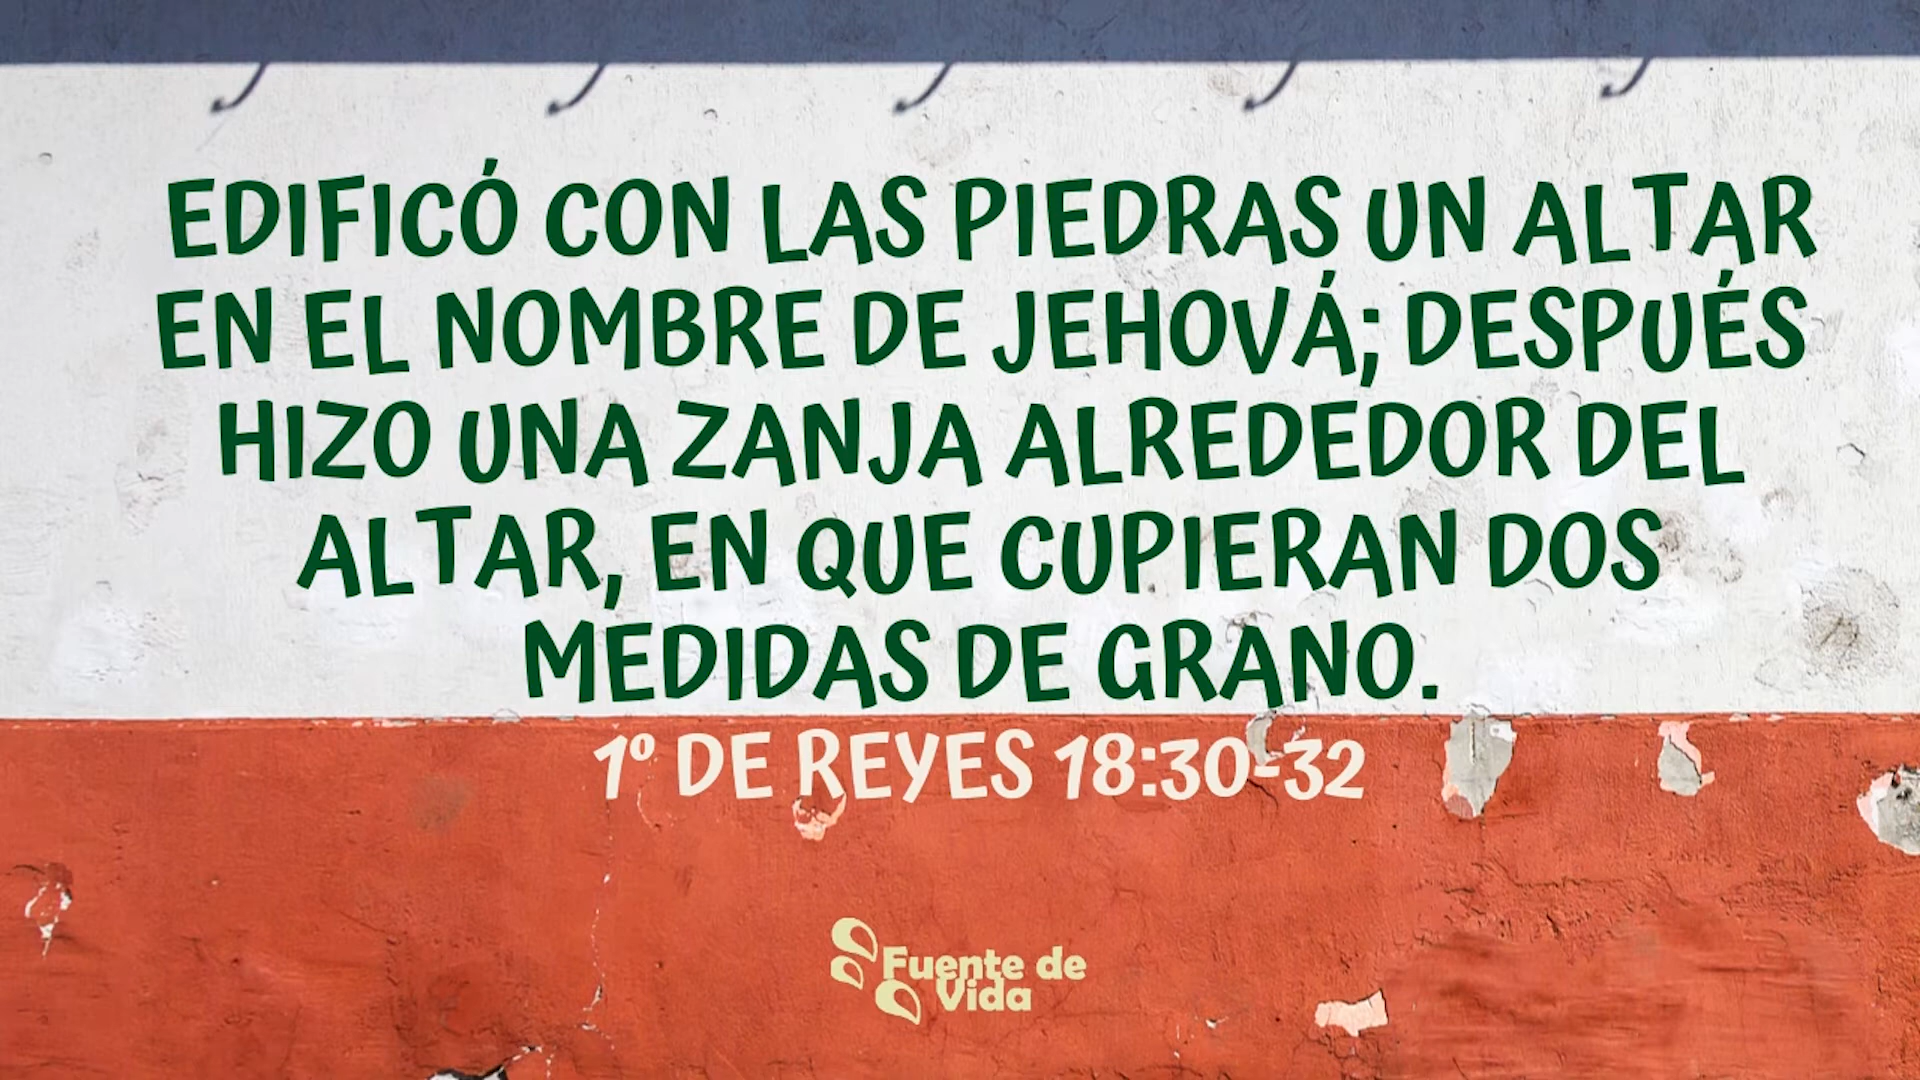 EDIFICÓ CON LAS PIEDRAS UN ALTAR
EN EL NOMBRE DE JEHOVÁ; DESPUÉS
HIZO UNA ZANJA ALREDEDOR DEL
ALTAR, EN QUE CUPIERAN DOS
MEDIDAS DE GRANO.
1º DE REYES 18:30-32
Fuente de
Vida